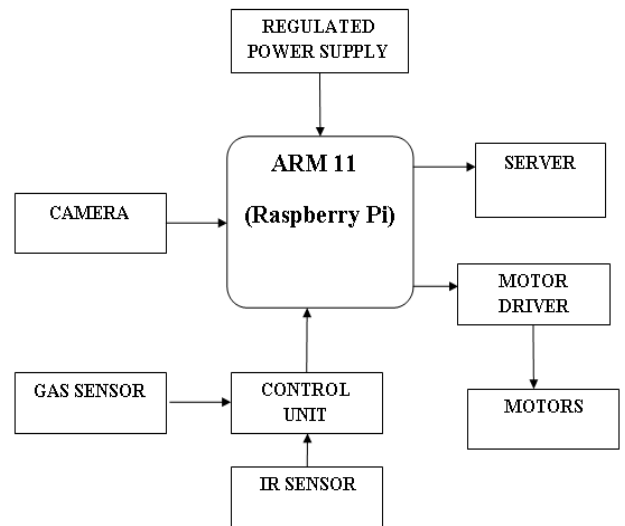 REGULATED
POWER SUPPLY
ARM 11
(Raspberry Pi)
SERVER
CAMERA
MOTOR
DRIVER
GAS SENSOR
CONTROL
UNIT
MOTORS
IR SENSOR